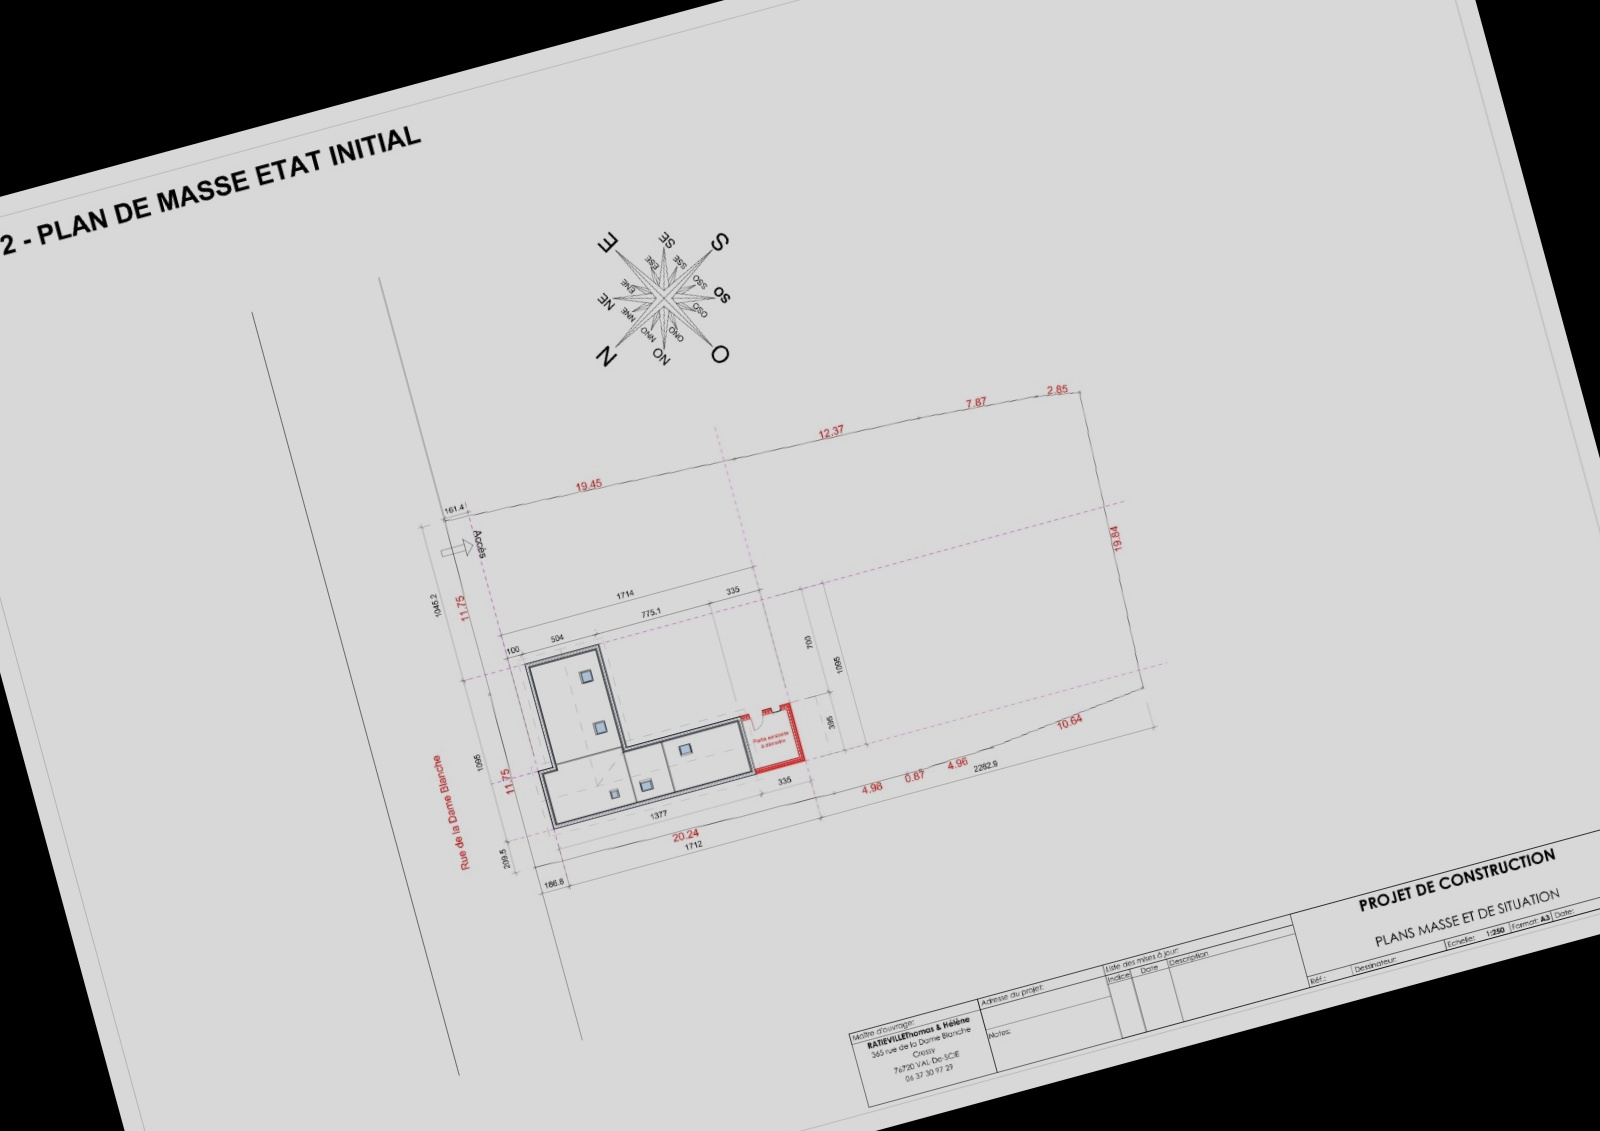 2 - PLAN DE MASSE ETAT INITIAL
E
SE
S
ESE
SSE
ENE
SSO
NE
SO
NNE
OSO
NNO
ONO
N
NO
O
2.85
7.87
12.37
19.45
161.4
Accès
19.84
1045.2
11.75
1714
335
775.1
504
100
700
1095
395
Porte existante
à démolir
1095
11.75
Rue de la Dame Blanche
335
1377
10.64
4.96
2282.9
0.87
4.98
20.24
1712
209.5
186.8
PROJET DE CONSTRUCTION
PLANS MASSE ET DE SITUATION
Réf.:
Dessinateur:
Echelle: 1:250
Format: A3
Date:
Liste des mises à jour:
Indice
Date
Description
Adresse du projet:
Notes:
Maître d'ouvrage:
RATIEVILLEThomas & Hélène
365 rue de la Dame Blanche
Cressy
76720 VAL-De-SCIE
06 37 30 97 29